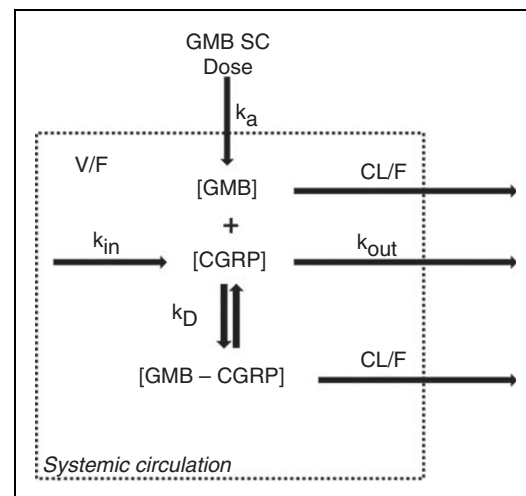 GMB SC
Dose
ka
V/F
[GMB]
CL/F
+
kin
[CGRP]
kout
kD
[GMB – CGRP]
CL/F
Systemic circulation